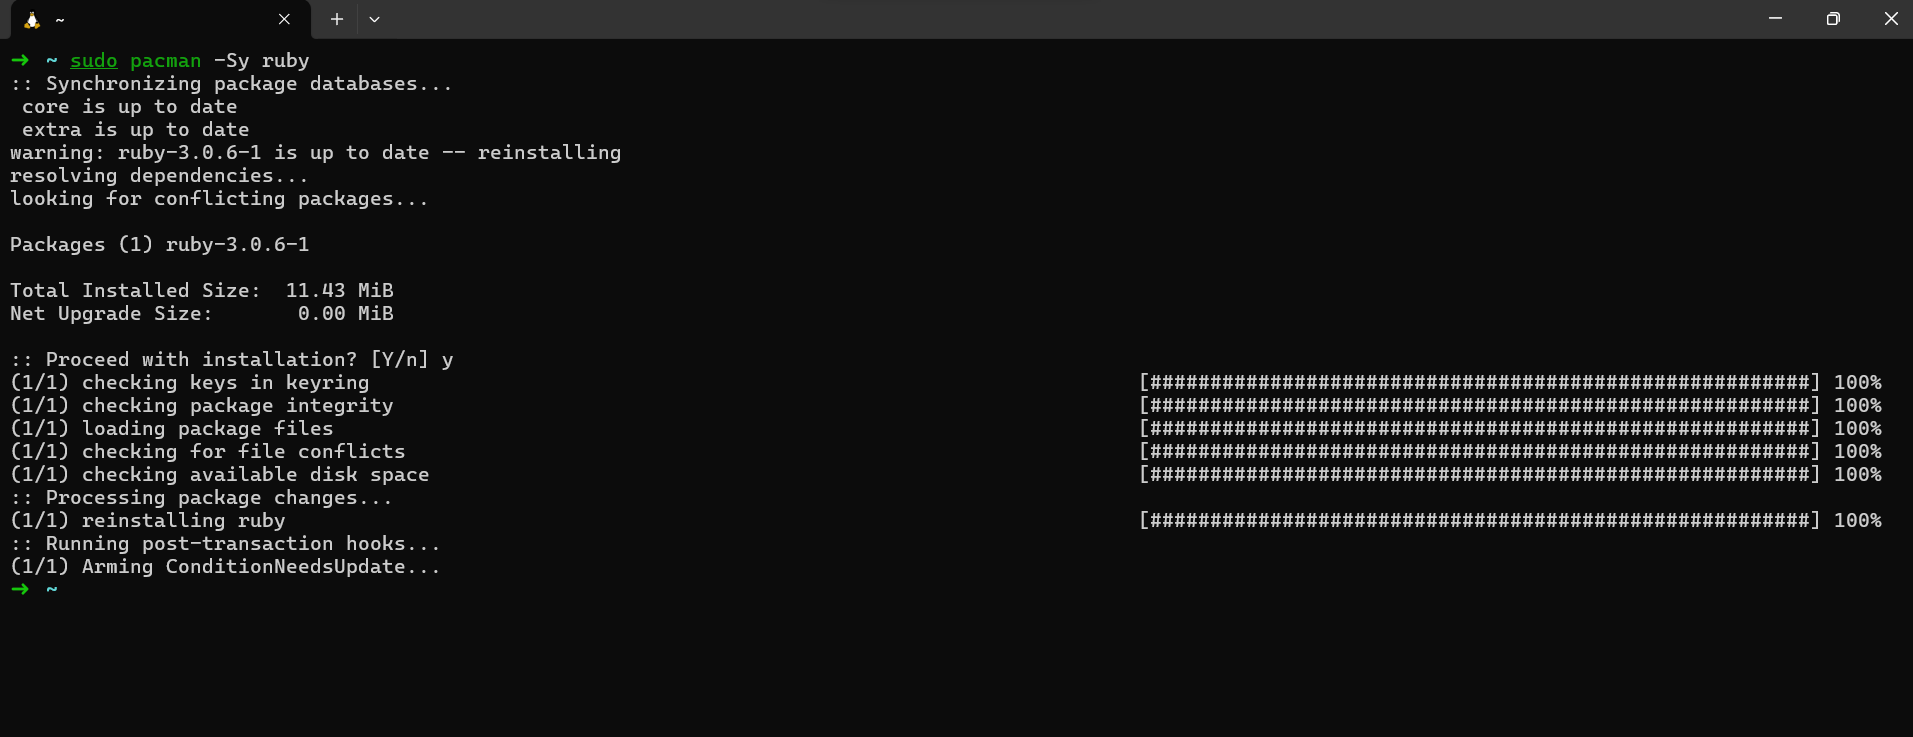 ~
➜ ~ sudo pacman -Sy ruby
:: Synchronizing package databases...
 core is up to date
 extra is up to date
warning: ruby-3.0.6-1 is up to date -- reinstalling
resolving dependencies...
looking for conflicting packages...

Packages (1) ruby-3.0.6-1

Total Installed Size:  11.43 MiB
Net Upgrade Size:       0.00 MiB

:: Proceed with installation? [Y/n] y
(1/1) checking keys in keyring [#######################################################] 100%
(1/1) checking package integrity [#######################################################] 100%
(1/1) loading package files [#######################################################] 100%
(1/1) checking for file conflicts [#######################################################] 100%
(1/1) checking available disk space [#######################################################] 100%
:: Processing package changes...
(1/1) reinstalling ruby [#######################################################] 100%
:: Running post-transaction hooks...
(1/1) Arming ConditionNeedsUpdate...
➜ ~